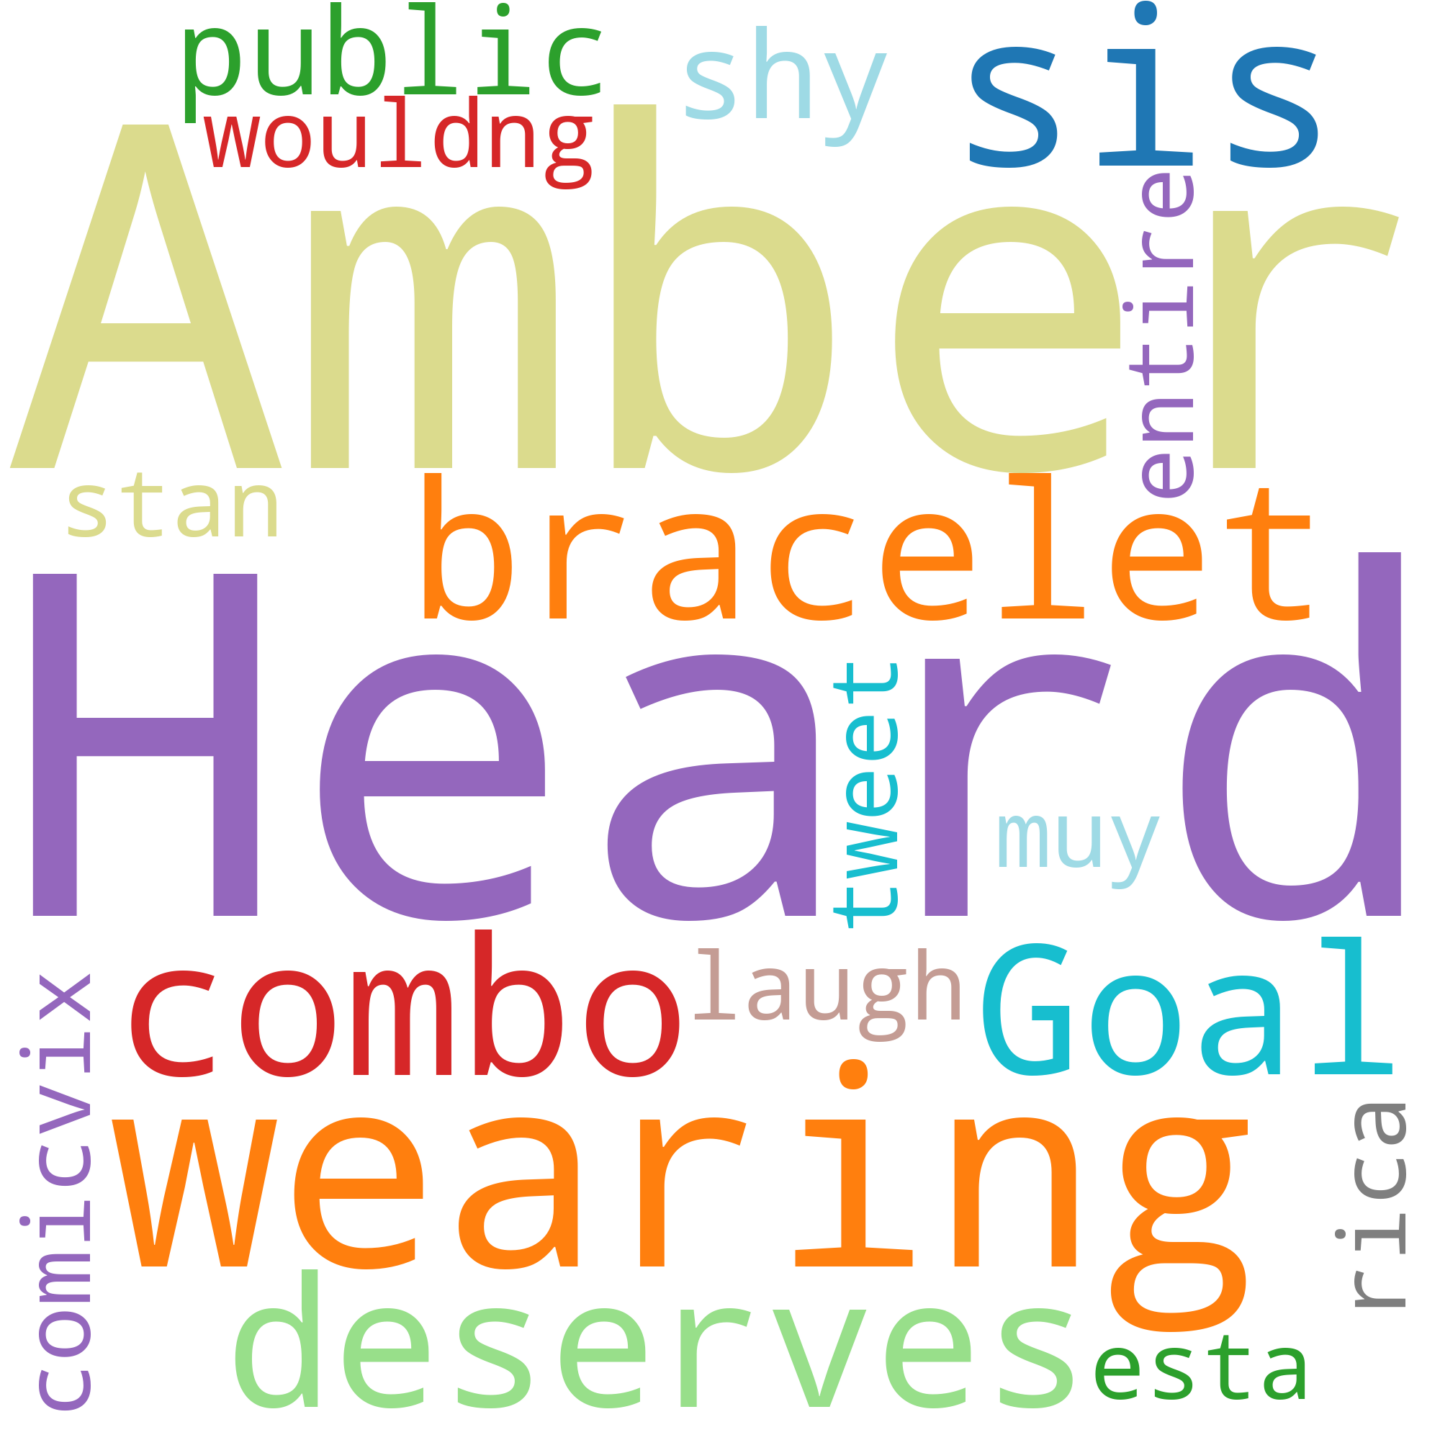 public
shy
sis
wouldng
Amber
entire
stan
bracelet
Heard
tweet
muy
combo
laugh
Goal
comicvix
wearing
rica
deserves
esta